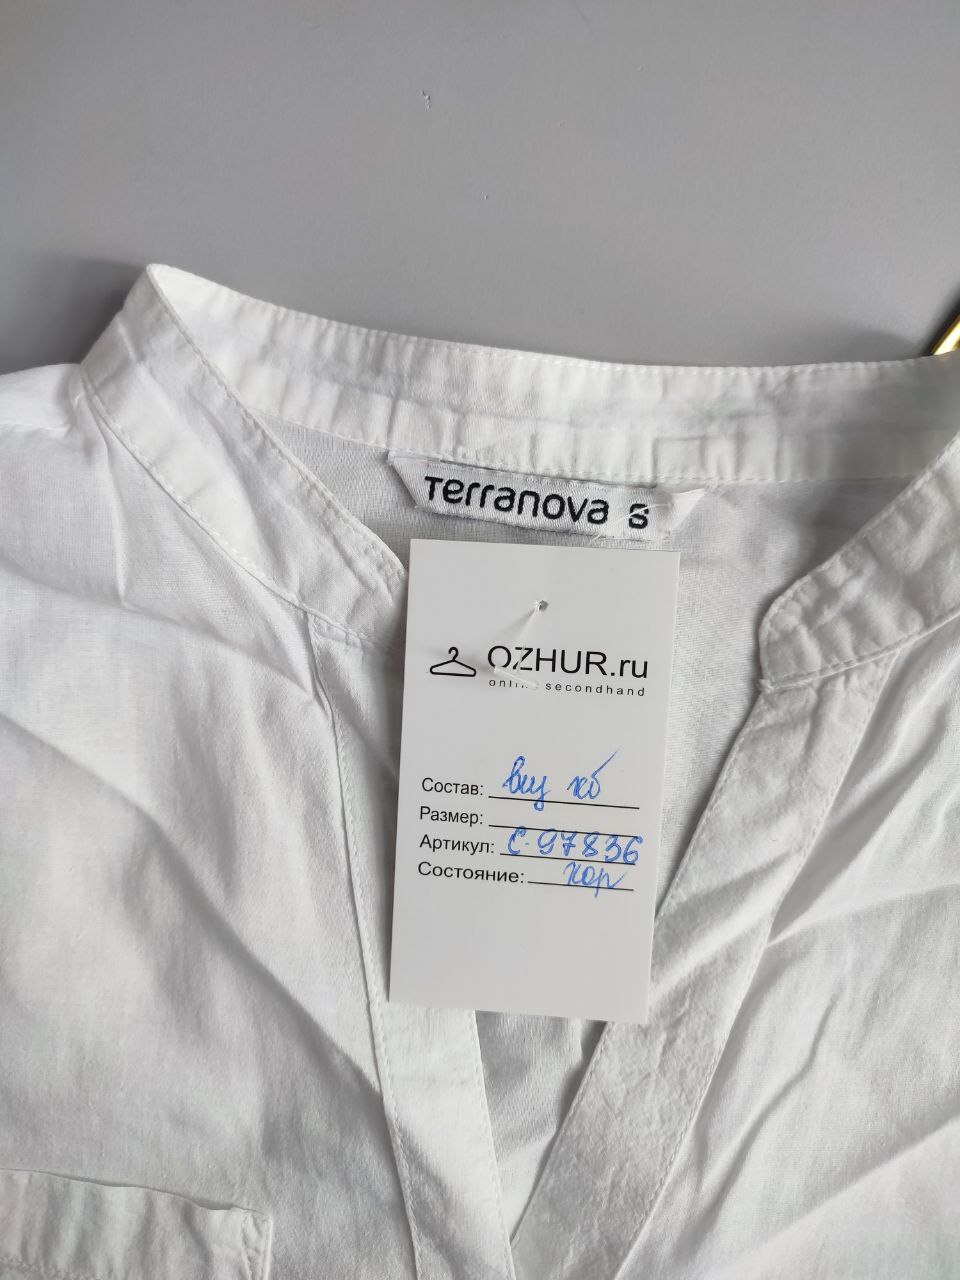 Terranova S
OZHUR.ru
online secondhand
Состав: виц хб
Размер:
Артикул: С-97836
Состояние: хор